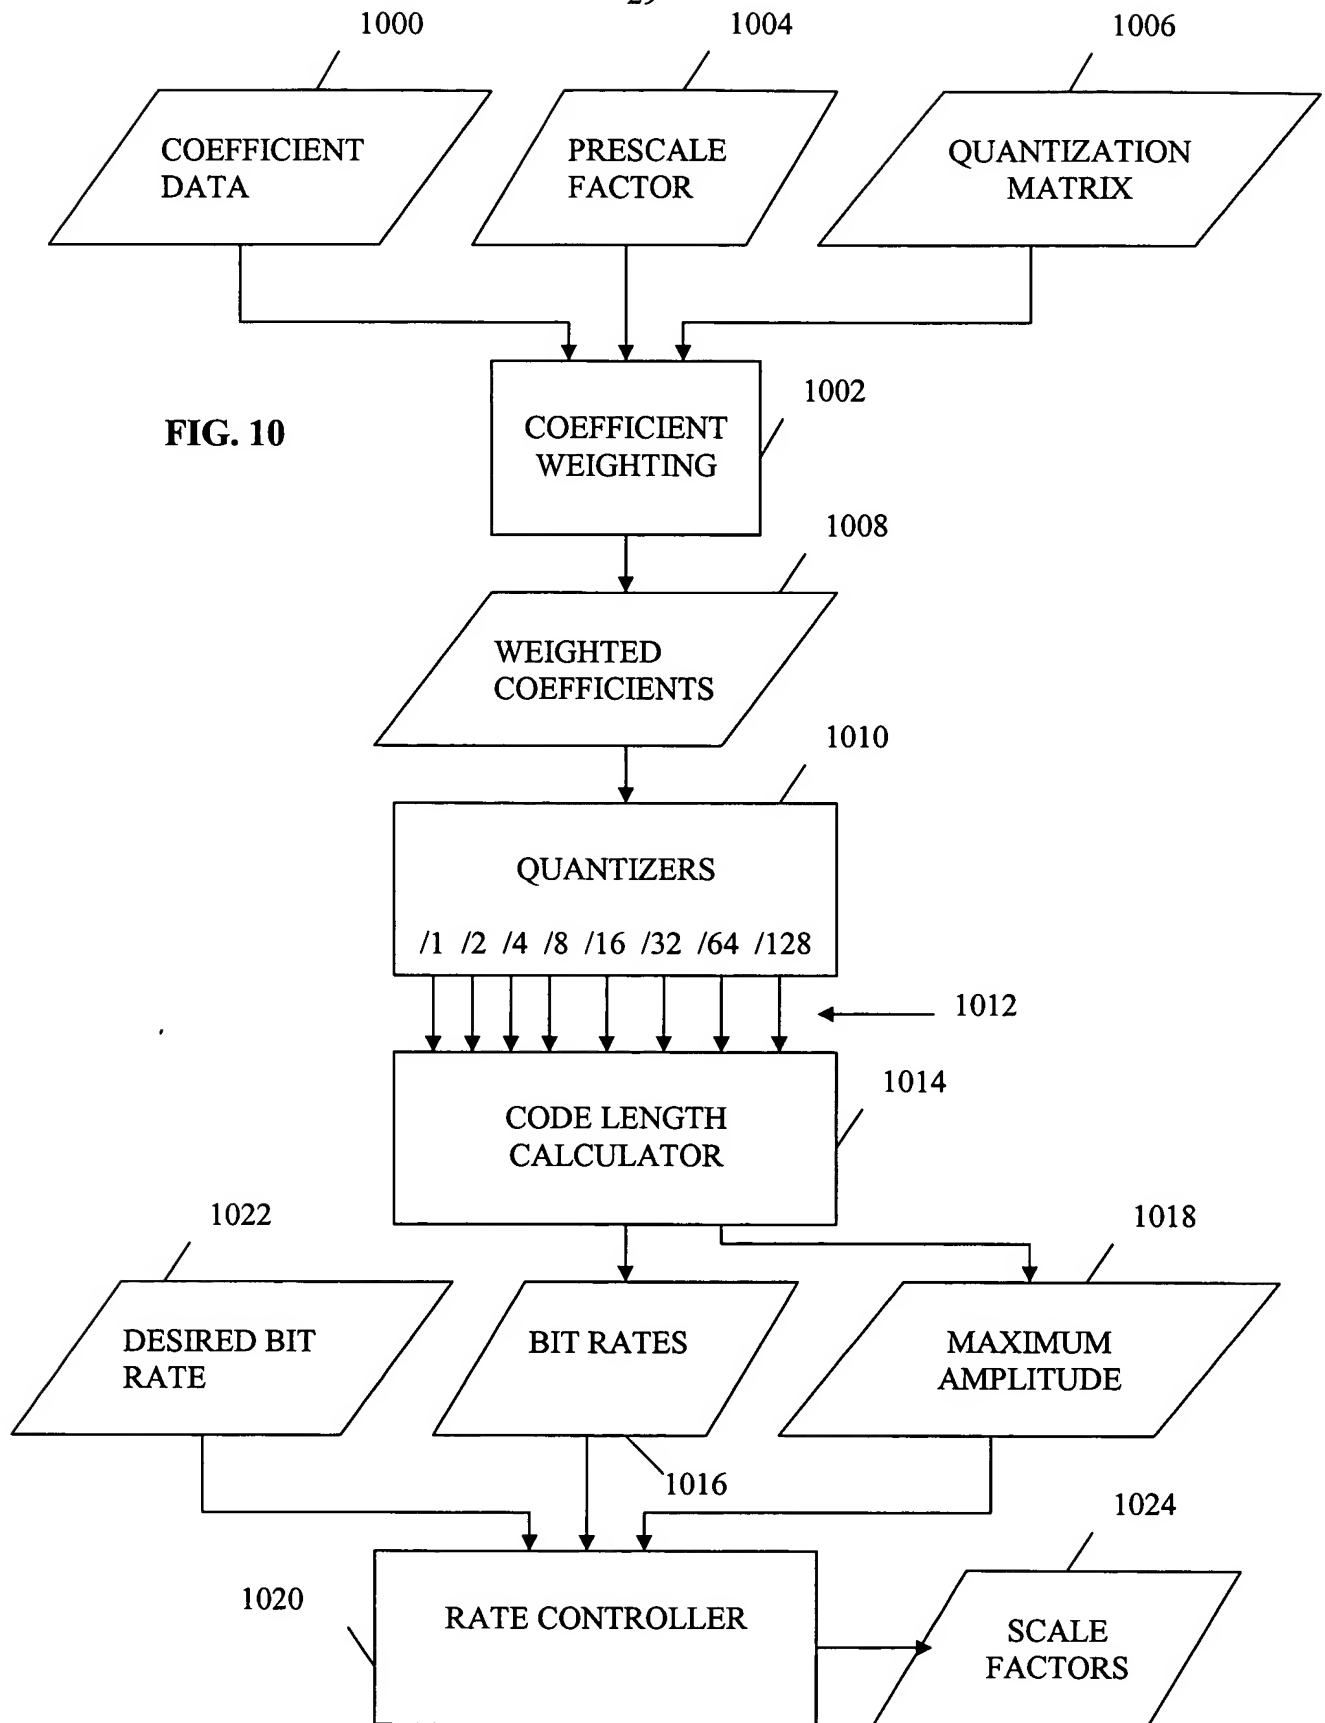 1000
1004
1006
COEFFICIENT
DATA
PRESCALE
FACTOR
QUANTIZATION
MATRIX
1002
FIG. 10
COEFFICIENT
WEIGHTING
1008
WEIGHTED
COEFFICIENTS
1010
QUANTIZERS
/1 /2 /4 /8 /16 /32 /64 /128
1012
1014
CODE LENGTH
CALCULATOR
1022
1018
DESIRED BIT
RATE
BIT RATES
MAXIMUM
AMPLITUDE
1016
1024
1020
RATE CONTROLLER
SCALE
FACTORS